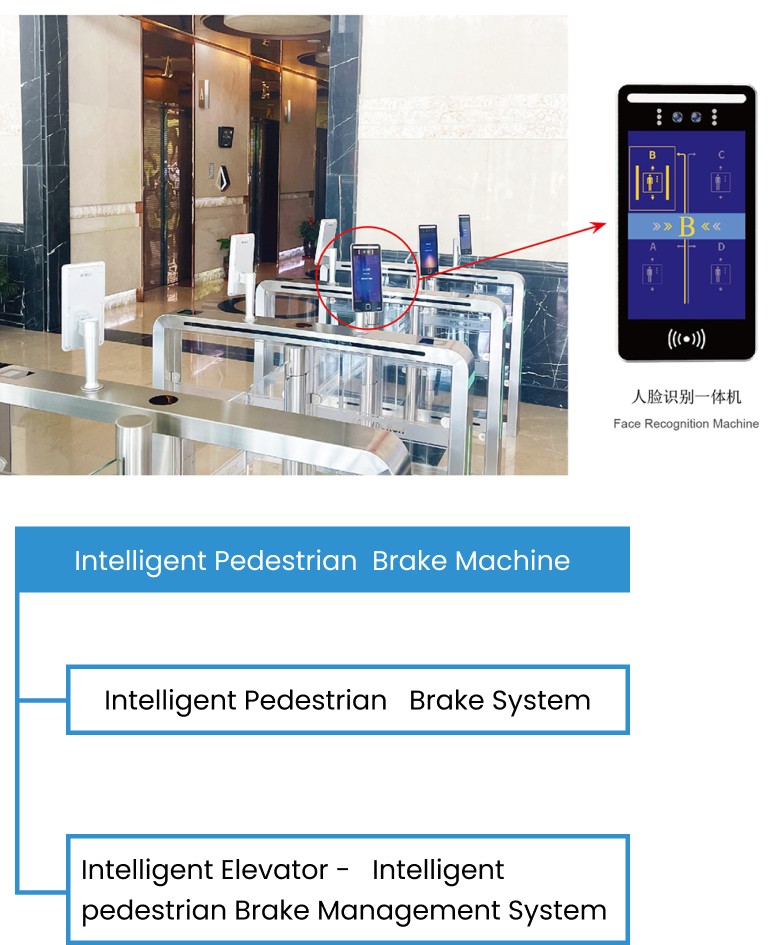 B
C
B
A
D
人脸识别一体机
Face Recognition Machine
Intelligent Pedestrian Brake Machine
Intelligent Pedestrian Brake System
Intelligent Elevator - Intelligent
pedestrian Brake Management System